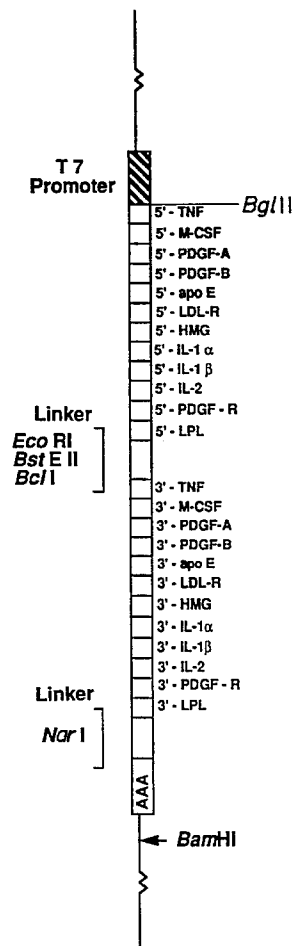 T 7
Promoter
BglII
5' - TNF
5' - M-CSF
5' - PDGF-A
5' - PDGF-B
5' - apo E
5' - LDL-R
5' - HMG
5' - IL-1 α
5' - IL-1 β
5' - IL-2
5' - PDGF - R
5' - LPL
Linker
Eco RI
Bst E II
Bcl I
3' - TNF
3' - M-CSF
3' - PDGF-A
3' - PDGF-B
3' - apo E
3' - LDL-R
3' - HMG
3' - IL-1α
3' - IL-1β
3' - IL-2
3' - PDGF - R
3' - LPL
Linker
Nar I
AAA
BamHI